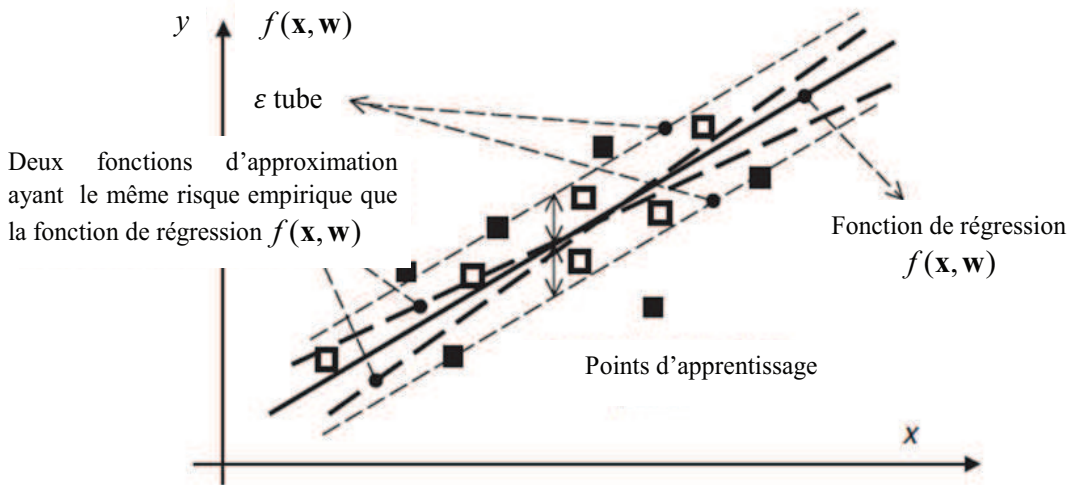 y f(x, w)
ε tube
Deux fonctions d’approximation
ayant le même risque empirique que
la fonction de régression f(x, w)
Fonction de régression
f(x, w)
Points d’apprentissage
x